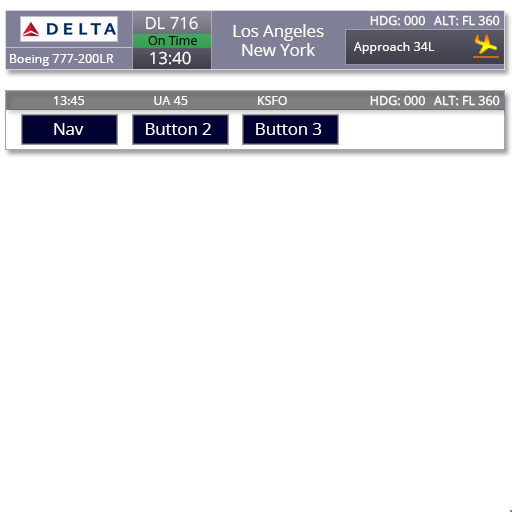 DELTA
Boeing 777-200LR
DL 716
On Time
13:40
Los Angeles
New York
HDG: 000 ALT: FL 360
Approach 34L
13:45 UA 45 KSFO HDG: 000 ALT: FL 360
Nav Button 2 Button 3